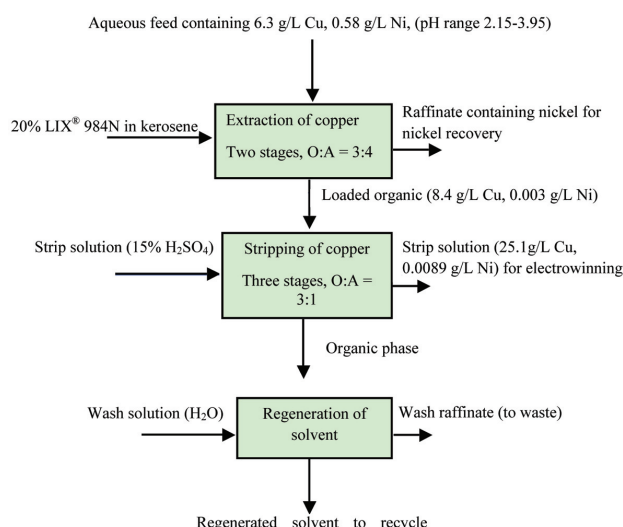 Aqueous feed containing 6.3 g/L Cu, 0.58 g/L Ni, (pH range 2.15-3.95)
20% LIX® 984N in kerosene
Extraction of copper
Two stages, O:A = 3:4
Raffinate containing nickel for
nickel recovery
Loaded organic (8.4 g/L Cu, 0.003 g/L Ni)
Strip solution (15% H₂SO₄)
Stripping of copper
Three stages, O:A =
3:1
Strip solution (25.1g/L Cu,
0.0089 g/L Ni) for electrowinning
Organic phase
Wash solution (H₂O)
Regeneration of
solvent
Wash raffinate (to waste)
Regenerated solvent to recycle